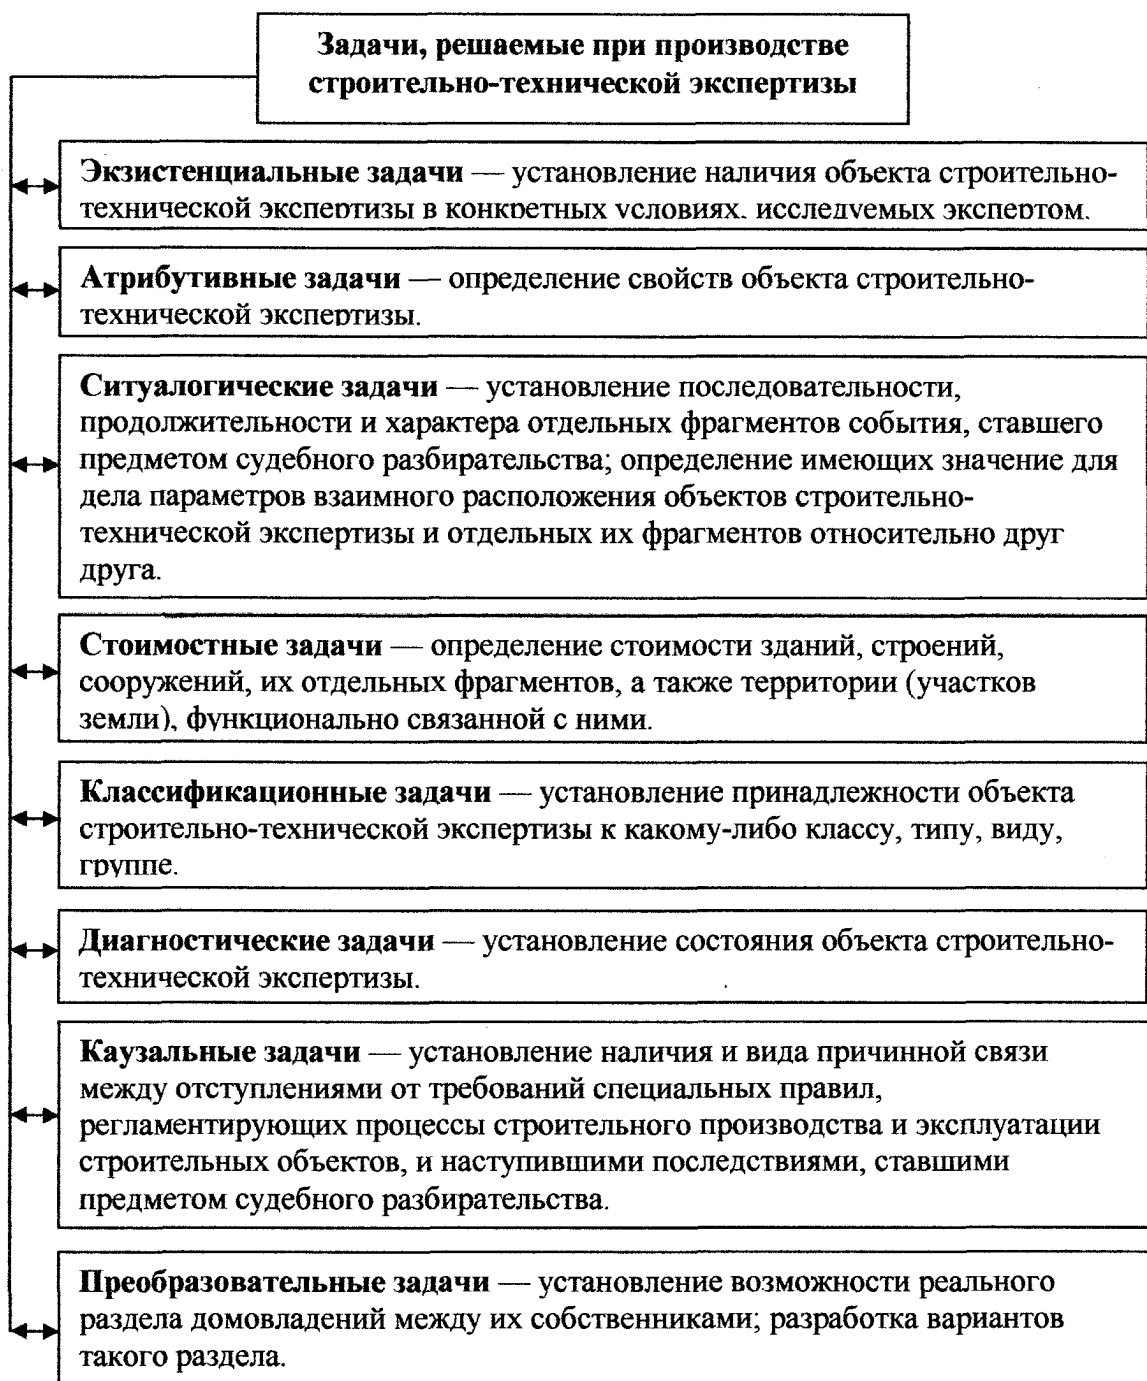 Задачи, решаемые при производстве
строительно-технической экспертизы
Экзистенциальные задачи — установление наличия объекта строительно-
технической экспертизы в конкретных условиях, исследуемых экспертом.
Атрибутивные задачи — определение свойств объекта строительно-
технической экспертизы.
Ситуалогические задачи — установление последовательности,
продолжительности и характера отдельных фрагментов события, ставшего
предметом судебного разбирательства; определение имеющих значение для
дела параметров взаимного расположения объектов строительно-
технической экспертизы и отдельных их фрагментов относительно друг
друга.
Стоимостные задачи — определение стоимости зданий, строений,
сооружений, их отдельных фрагментов, а также территории (участков
земли), функционально связанной с ними.
Классификационные задачи — установление принадлежности объекта
строительно-технической экспертизы к какому-либо классу, типу, виду,
группе.
Диагностические задачи — установление состояния объекта строительно-
технической экспертизы.
Каузальные задачи — установление наличия и вида причинной связи
между отступлениями от требований специальных правил,
регламентирующих процессы строительного производства и эксплуатации
строительных объектов, и наступившими последствиями, ставшими
предметом судебного разбирательства.
Преобразовательные задачи — установление возможности реального
раздела домовладений между их собственниками; разработка вариантов
такого раздела.